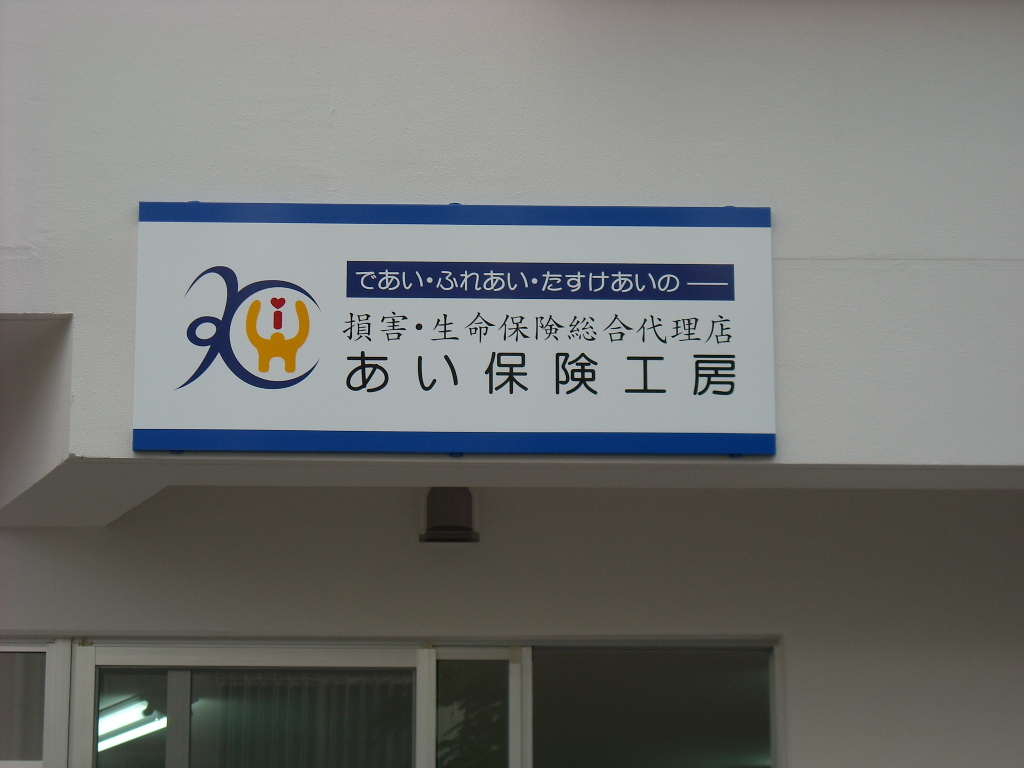 であい・ふれあい・たすけあいの ──
損害・生命保険総合代理店
あい保険工房